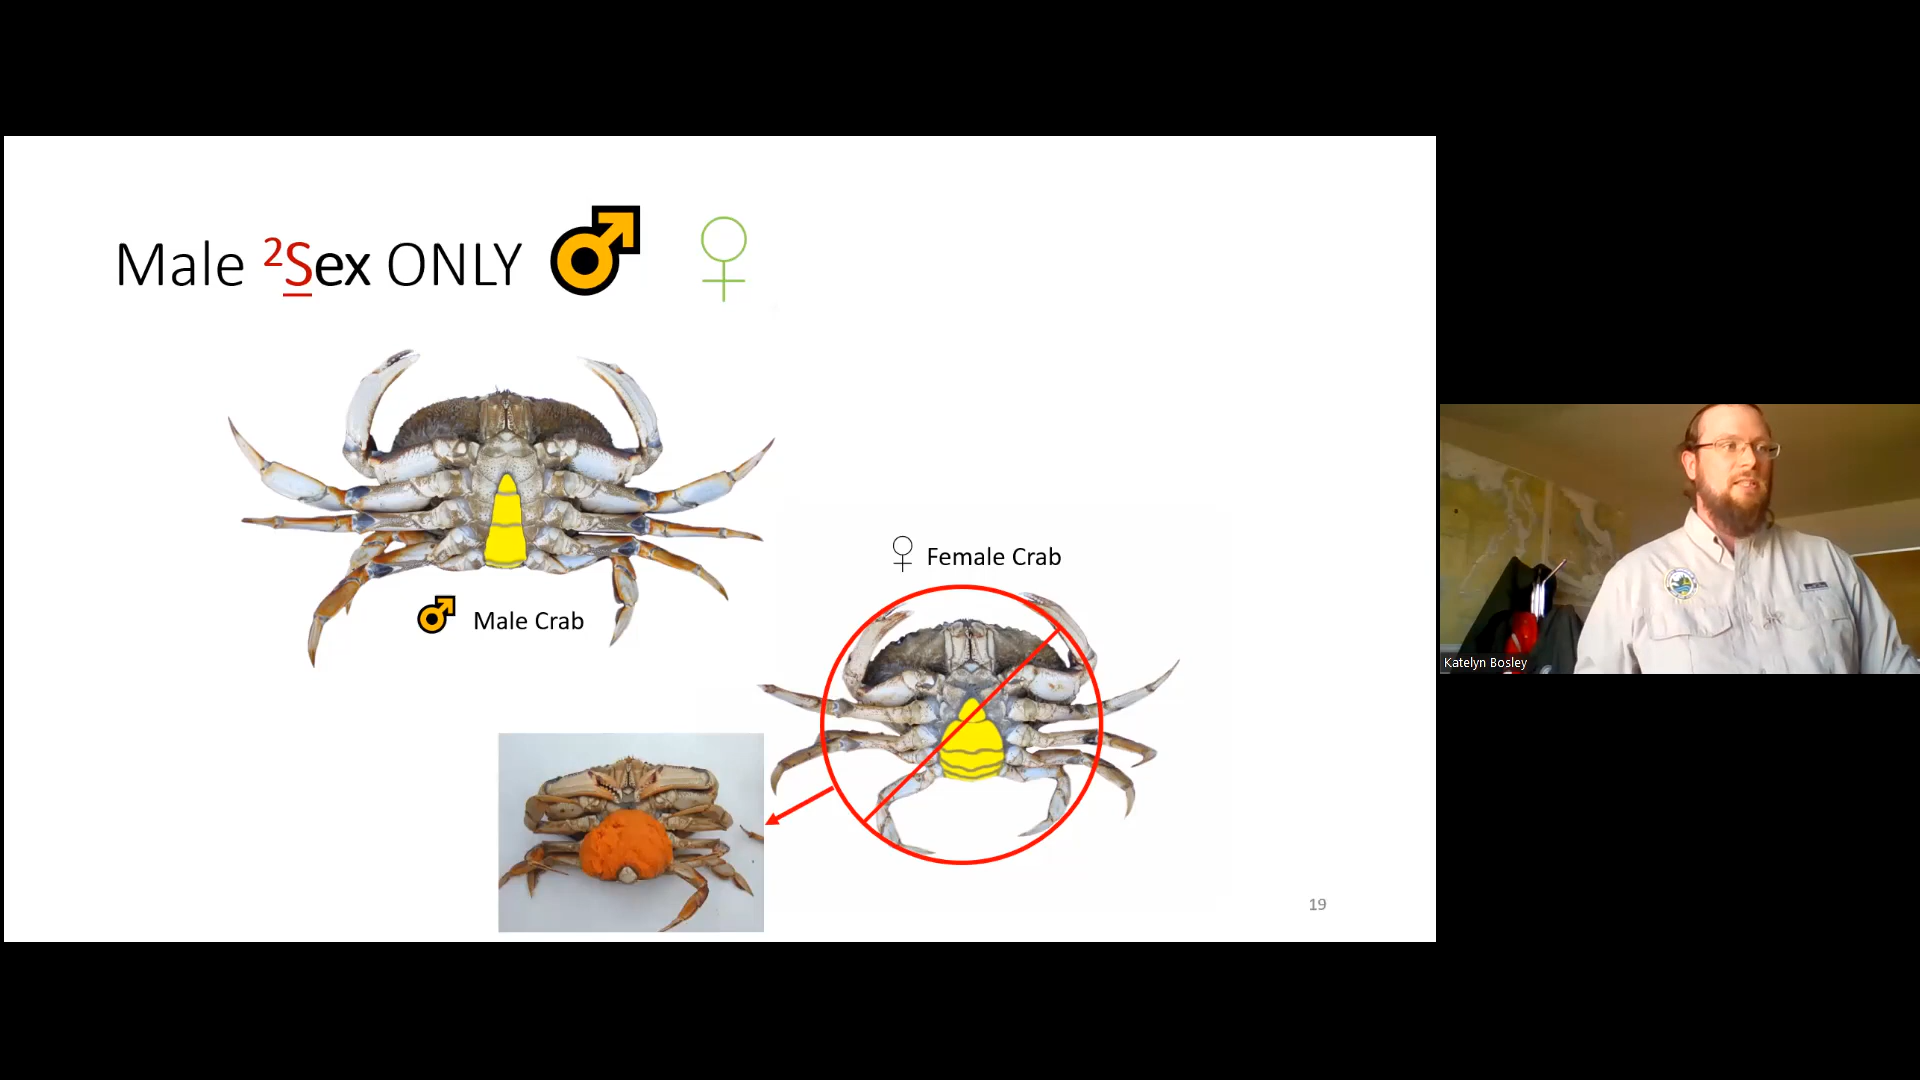 Male ²Sex ONLY
♀ Female Crab
Male Crab
Katelyn Bosley
19